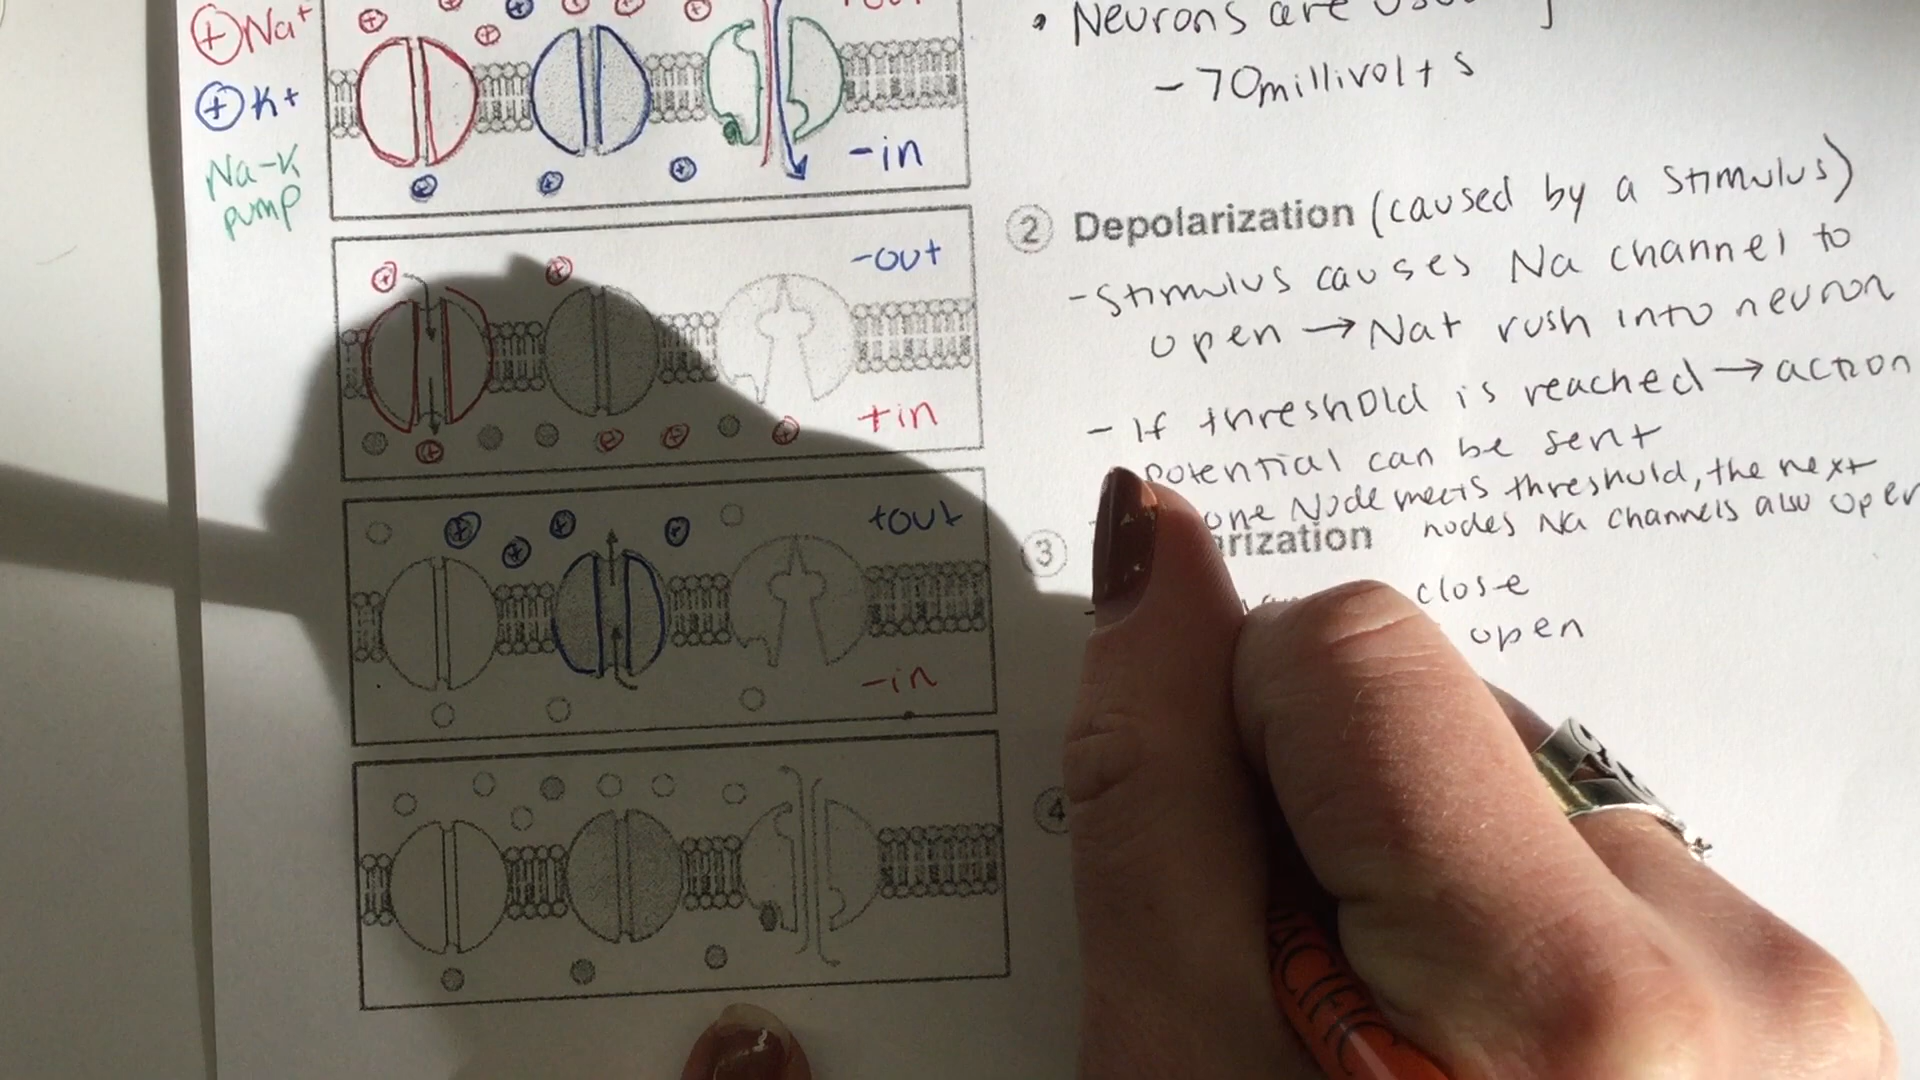 +Na+
+K+
Na-K
pump
-in
• Neurons are
-70millivolts
-out
+in
2 Depolarization (caused by a stimulus)
-stimulus causes Na channel to
open → Na+ rush into neuron
- If threshold is reached → action
potential can be sent
one Node meets threshold, the next
nodes Na channels also open
+out
-in
3 rization
close
open
4
ACIFIC